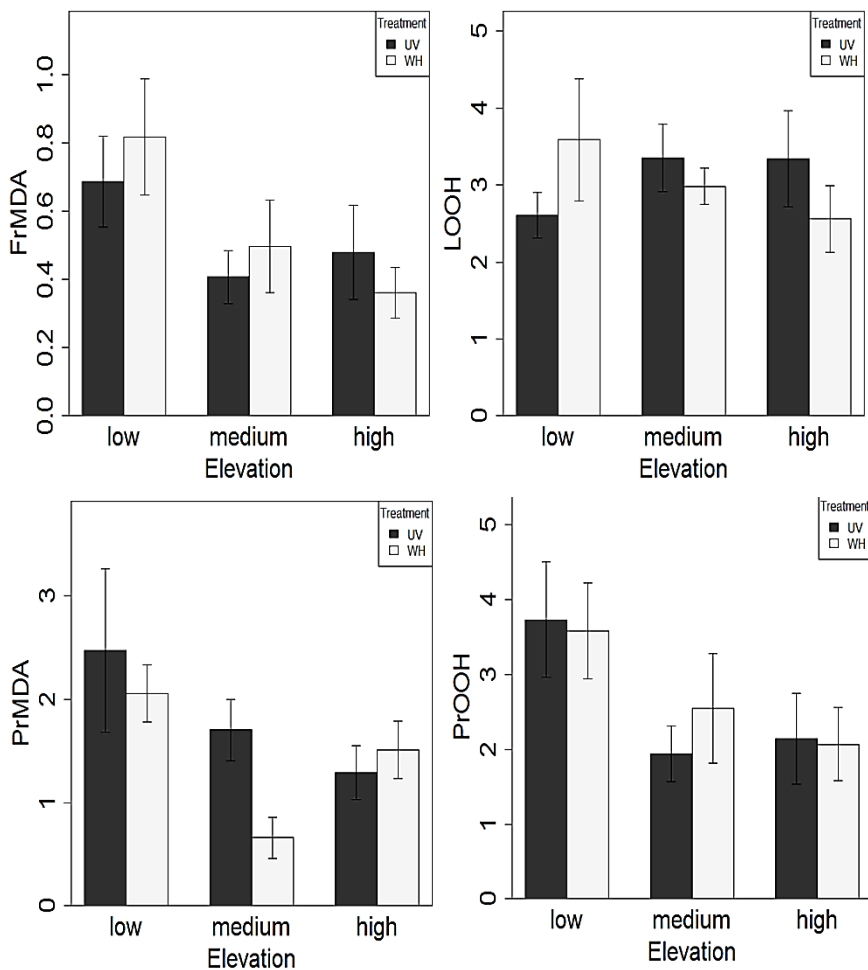 Treatment
UV
WH
FrMDA
1.0
0.8
0.6
0.4
0.2
0.0
low medium high
Elevation
Treatment
UV
WH
LOOH
5
4
3
2
1
0
low medium high
Elevation
Treatment
UV
WH
PrMDA
3
2
1
0
low medium high
Elevation
Treatment
UV
WH
PrOOH
5
4
3
2
1
0
low medium high
Elevation